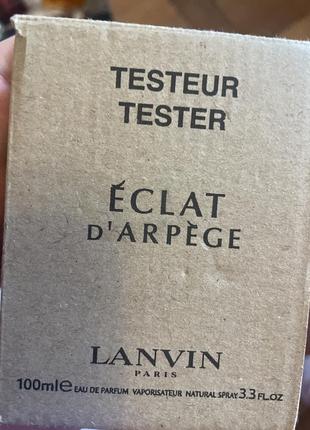 TESTEUR
TESTER
ÉCLAT
D'ARPÈGE
LANVIN
PARIS
100ml℮ EAU DE PARFUM VAPORISATEUR NATURAL SPRAY 3.3 FL.OZ